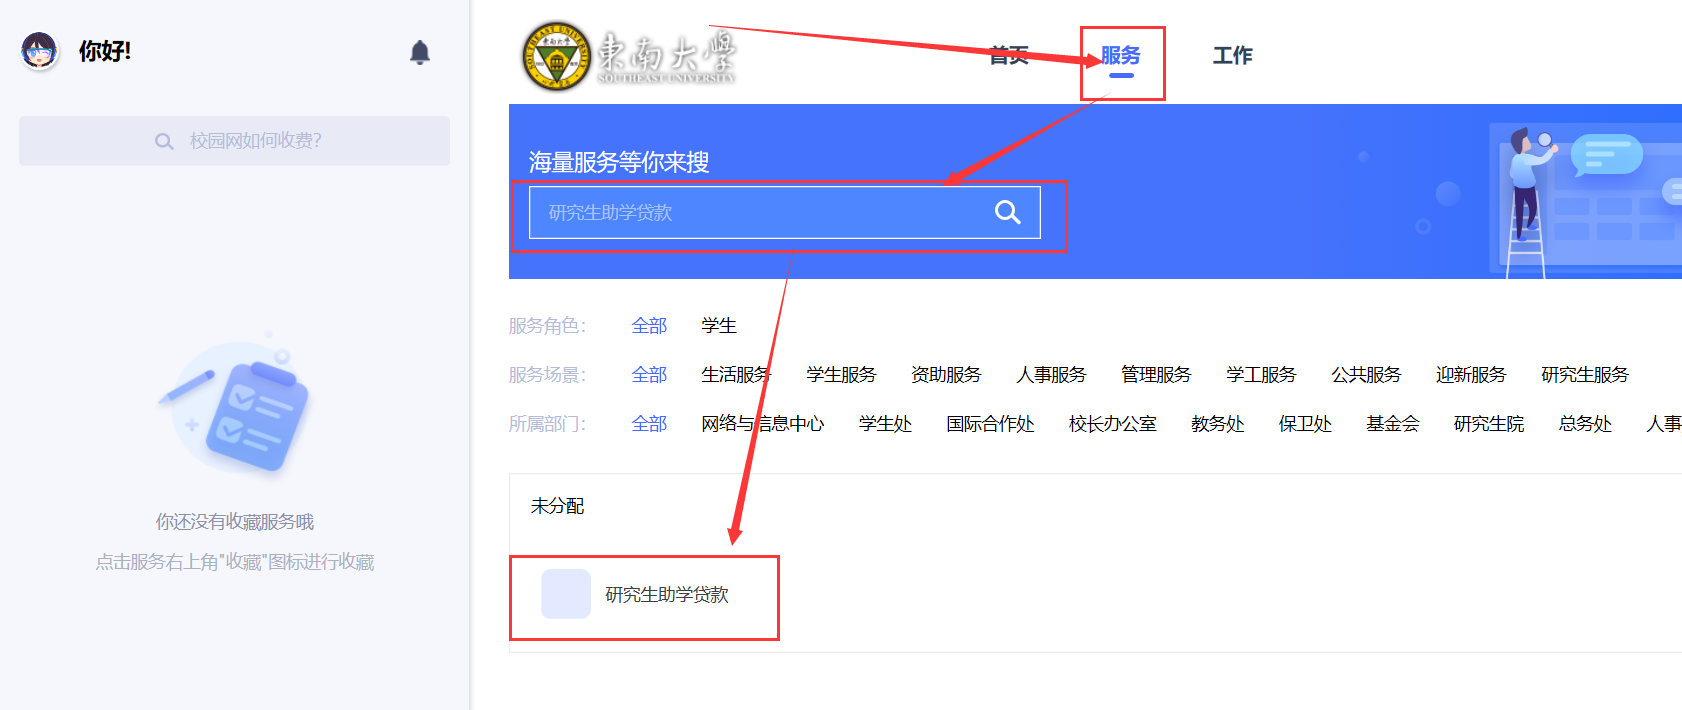 你好!
校园网如何收费?
你还没有收藏服务哦
点击服务右上角"收藏"图标进行收藏
東南大學
SOUTHEAST UNIVERSITY
首页 服务 工作
海量服务等你来搜
研究生助学贷款
服务角色: 全部 学生
服务场景: 全部 生活服务 学生服务 资助服务 人事服务 管理服务 学工服务 公共服务 迎新服务 研究生服务
所属部门: 全部 网络与信息中心 学生处 国际合作处 校长办公室 教务处 保卫处 基金会 研究生院 总务处 人事
未分配
研究生助学贷款